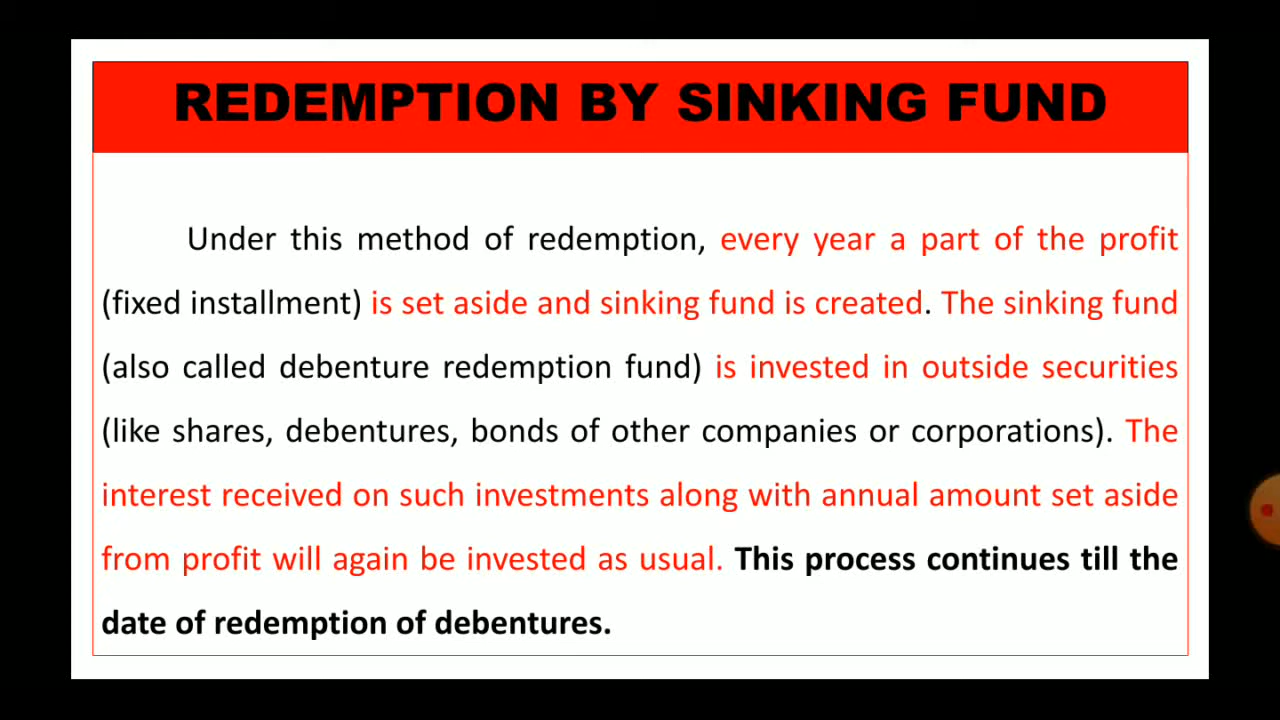 REDEMPTION BY SINKING FUND
Under this method of redemption, every year a part of the profit
(fixed installment) is set aside and sinking fund is created. The sinking fund
(also called debenture redemption fund) is invested in outside securities
(like shares, debentures, bonds of other companies or corporations). The
interest received on such investments along with annual amount set aside
from profit will again be invested as usual. This process continues till the
date of redemption of debentures.